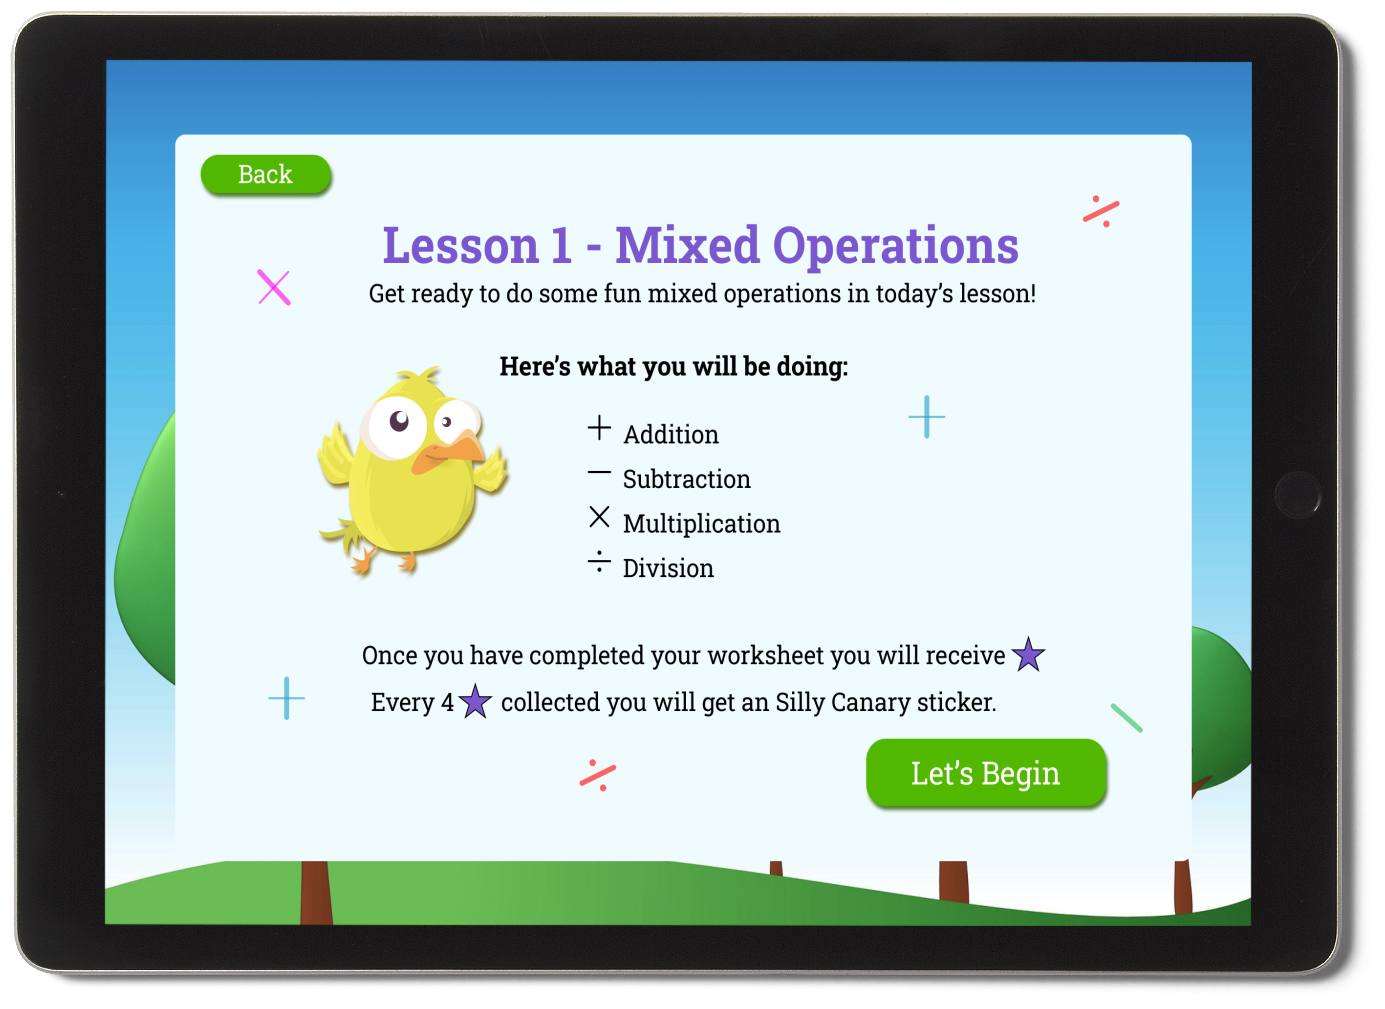 Back
Lesson 1 - Mixed Operations
Get ready to do some fun mixed operations in today's lesson!
Here's what you will be doing:
+ Addition
− Subtraction
× Multiplication
÷ Division
Once you have completed your worksheet you will receive ★
Every 4 ★ collected you will get an Silly Canary sticker.
Let's Begin